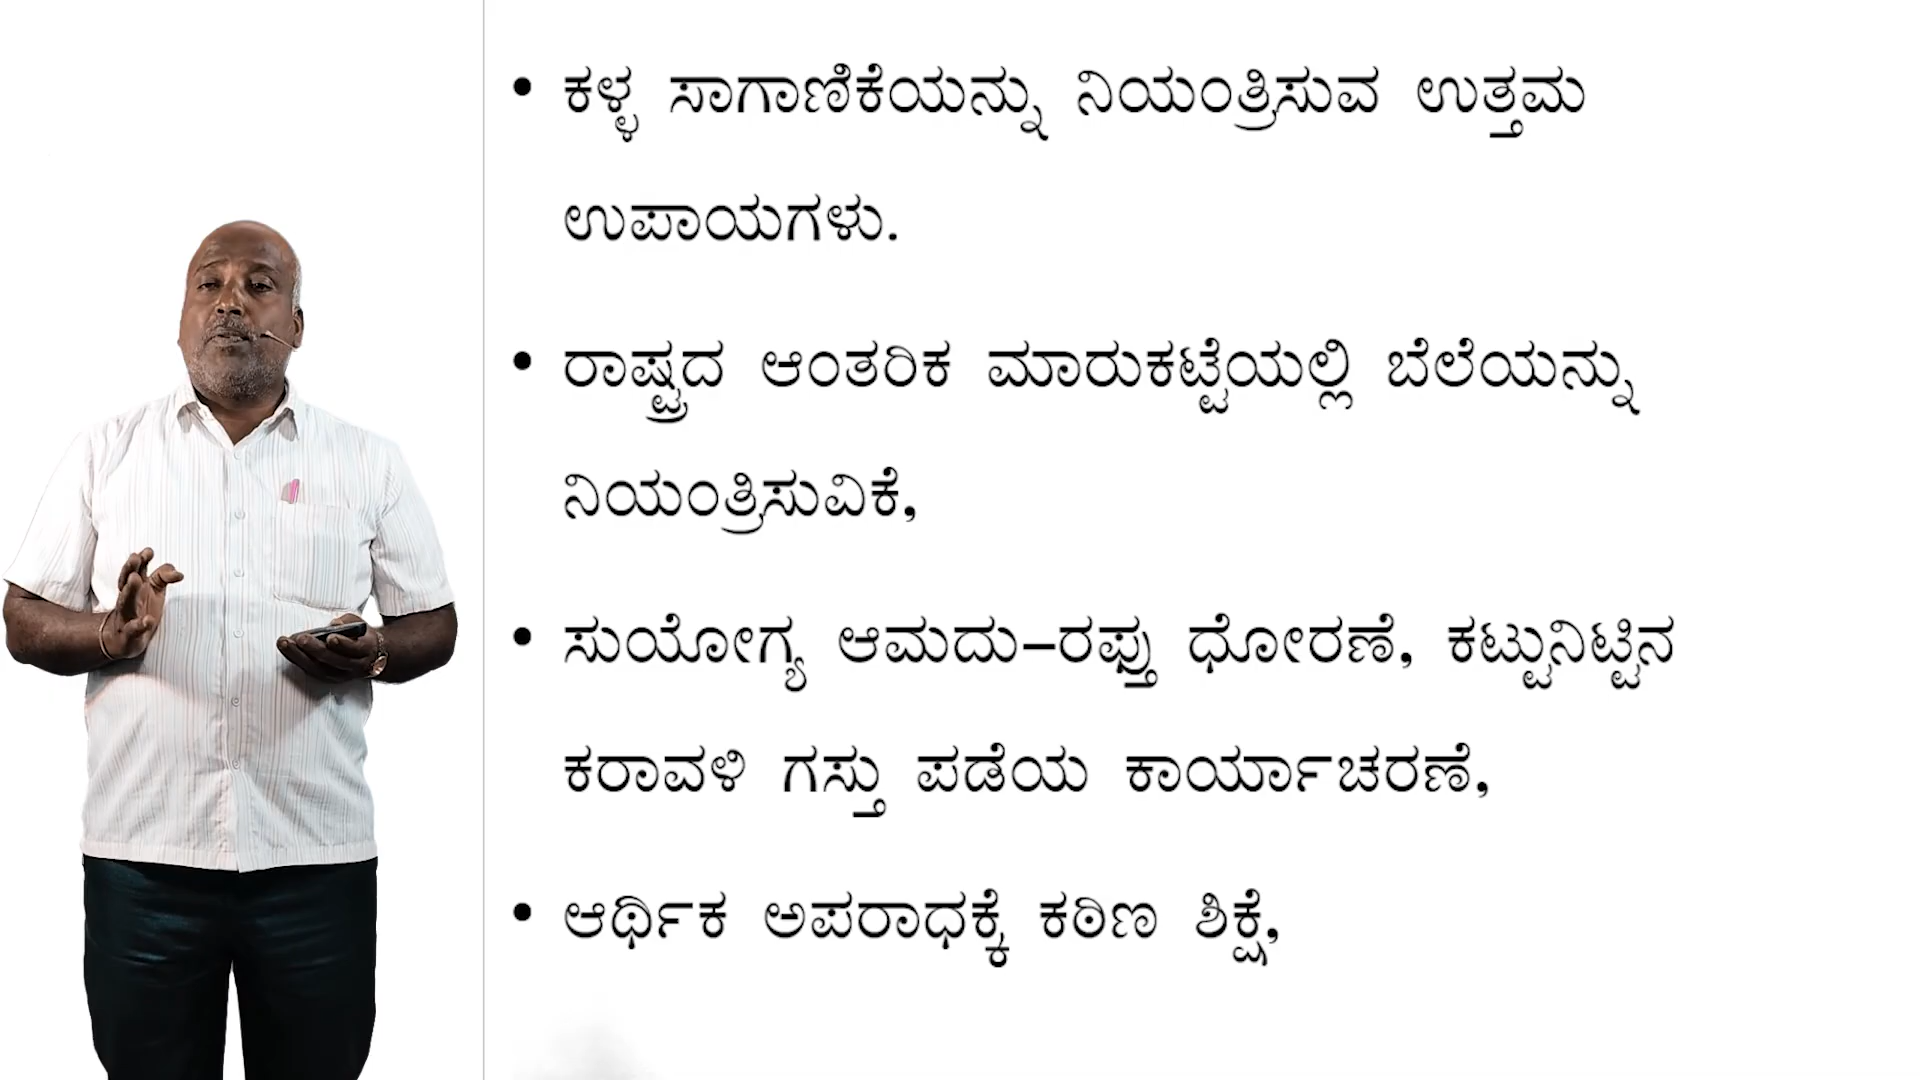 • ಕಳ್ಳ ಸಾಗಾಣಿಕೆಯನ್ನು ನಿಯಂತ್ರಿಸುವ ಉತ್ತಮ
ಉಪಾಯಗಳು.
• ರಾಷ್ಟ್ರದ ಆಂತರಿಕ ಮಾರುಕಟ್ಟೆಯಲ್ಲಿ ಬೆಲೆಯನ್ನು
ನಿಯಂತ್ರಿಸುವಿಕೆ,
• ಸುಯೋಗ್ಯ ಆಮದು–ರಫ್ತು ಧೋರಣೆ, ಕಟ್ಟುನಿಟ್ಟಿನ
ಕರಾವಳಿ ಗಸ್ತು ಪಡೆಯ ಕಾರ್ಯಾಚರಣೆ,
• ಆರ್ಥಿಕ ಅಪರಾಧಕ್ಕೆ ಕಠಿಣ ಶಿಕ್ಷೆ,